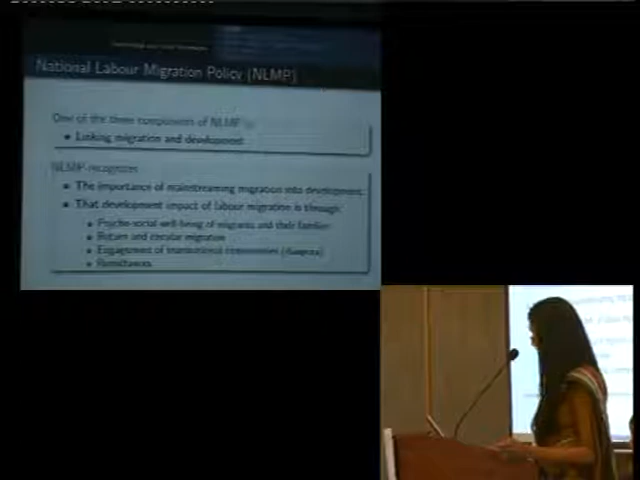 National Labour Migration Policy (NLMP)
One of the three components of NLMP is
Linking migration and development
NLMP recognizes
The importance of mainstreaming migration into development
That development impact of labour migration is through:
Psycho-social well-being of migrants and their families
Return and circular migration
Engagement of transnational communities (diaspora)
Remittances